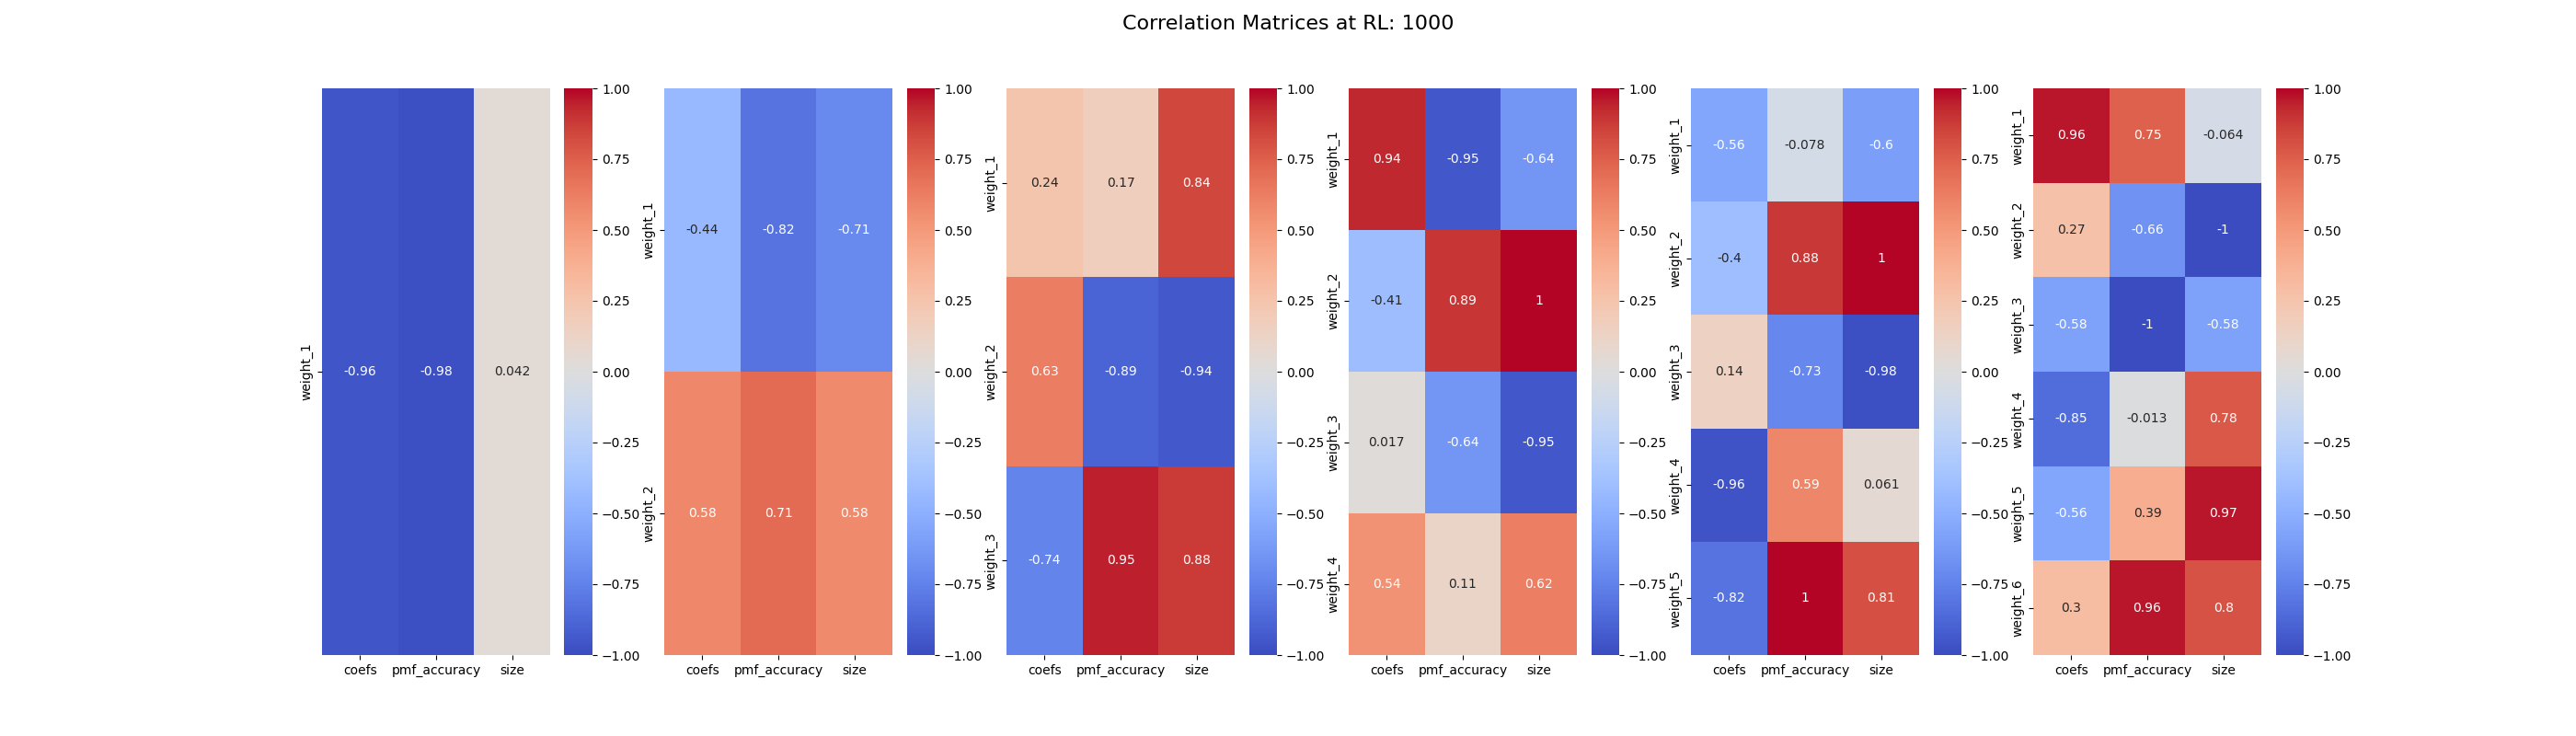 Correlation Matrices at RL: 1000
weight_1
-0.96 -0.98 0.042
coefs pmf_accuracy size
1.00
0.75
0.50
0.25
0.00
−0.25
−0.50
−0.75
−1.00
weight_1
-0.44 -0.82 -0.71
weight_2
0.58 0.71 0.58
coefs pmf_accuracy size
1.00
0.75
0.50
0.25
0.00
−0.25
−0.50
−0.75
−1.00
weight_1
0.24 0.17 0.84
weight_2
0.63 -0.89 -0.94
weight_3
-0.74 0.95 0.88
coefs pmf_accuracy size
1.00
0.75
0.50
0.25
0.00
−0.25
−0.50
−0.75
−1.00
weight_1
0.94 -0.95 -0.64
weight_2
-0.41 0.89 1
weight_3
0.017 -0.64 -0.95
weight_4
0.54 0.11 0.62
coefs pmf_accuracy size
1.00
0.75
0.50
0.25
0.00
−0.25
−0.50
−0.75
−1.00
weight_1
-0.56 -0.078 -0.6
weight_2
-0.4 0.88 1
weight_3
0.14 -0.73 -0.98
weight_4
-0.96 0.59 0.061
weight_5
-0.82 1 0.81
coefs pmf_accuracy size
1.00
0.75
0.50
0.25
0.00
−0.25
−0.50
−0.75
−1.00
weight_1
0.96 0.75 -0.064
weight_2
0.27 -0.66 -1
weight_3
-0.58 -1 -0.58
weight_4
-0.85 -0.013 0.78
weight_5
-0.56 0.39 0.97
weight_6
0.3 0.96 0.8
coefs pmf_accuracy size
1.00
0.75
0.50
0.25
0.00
−0.25
−0.50
−0.75
−1.00